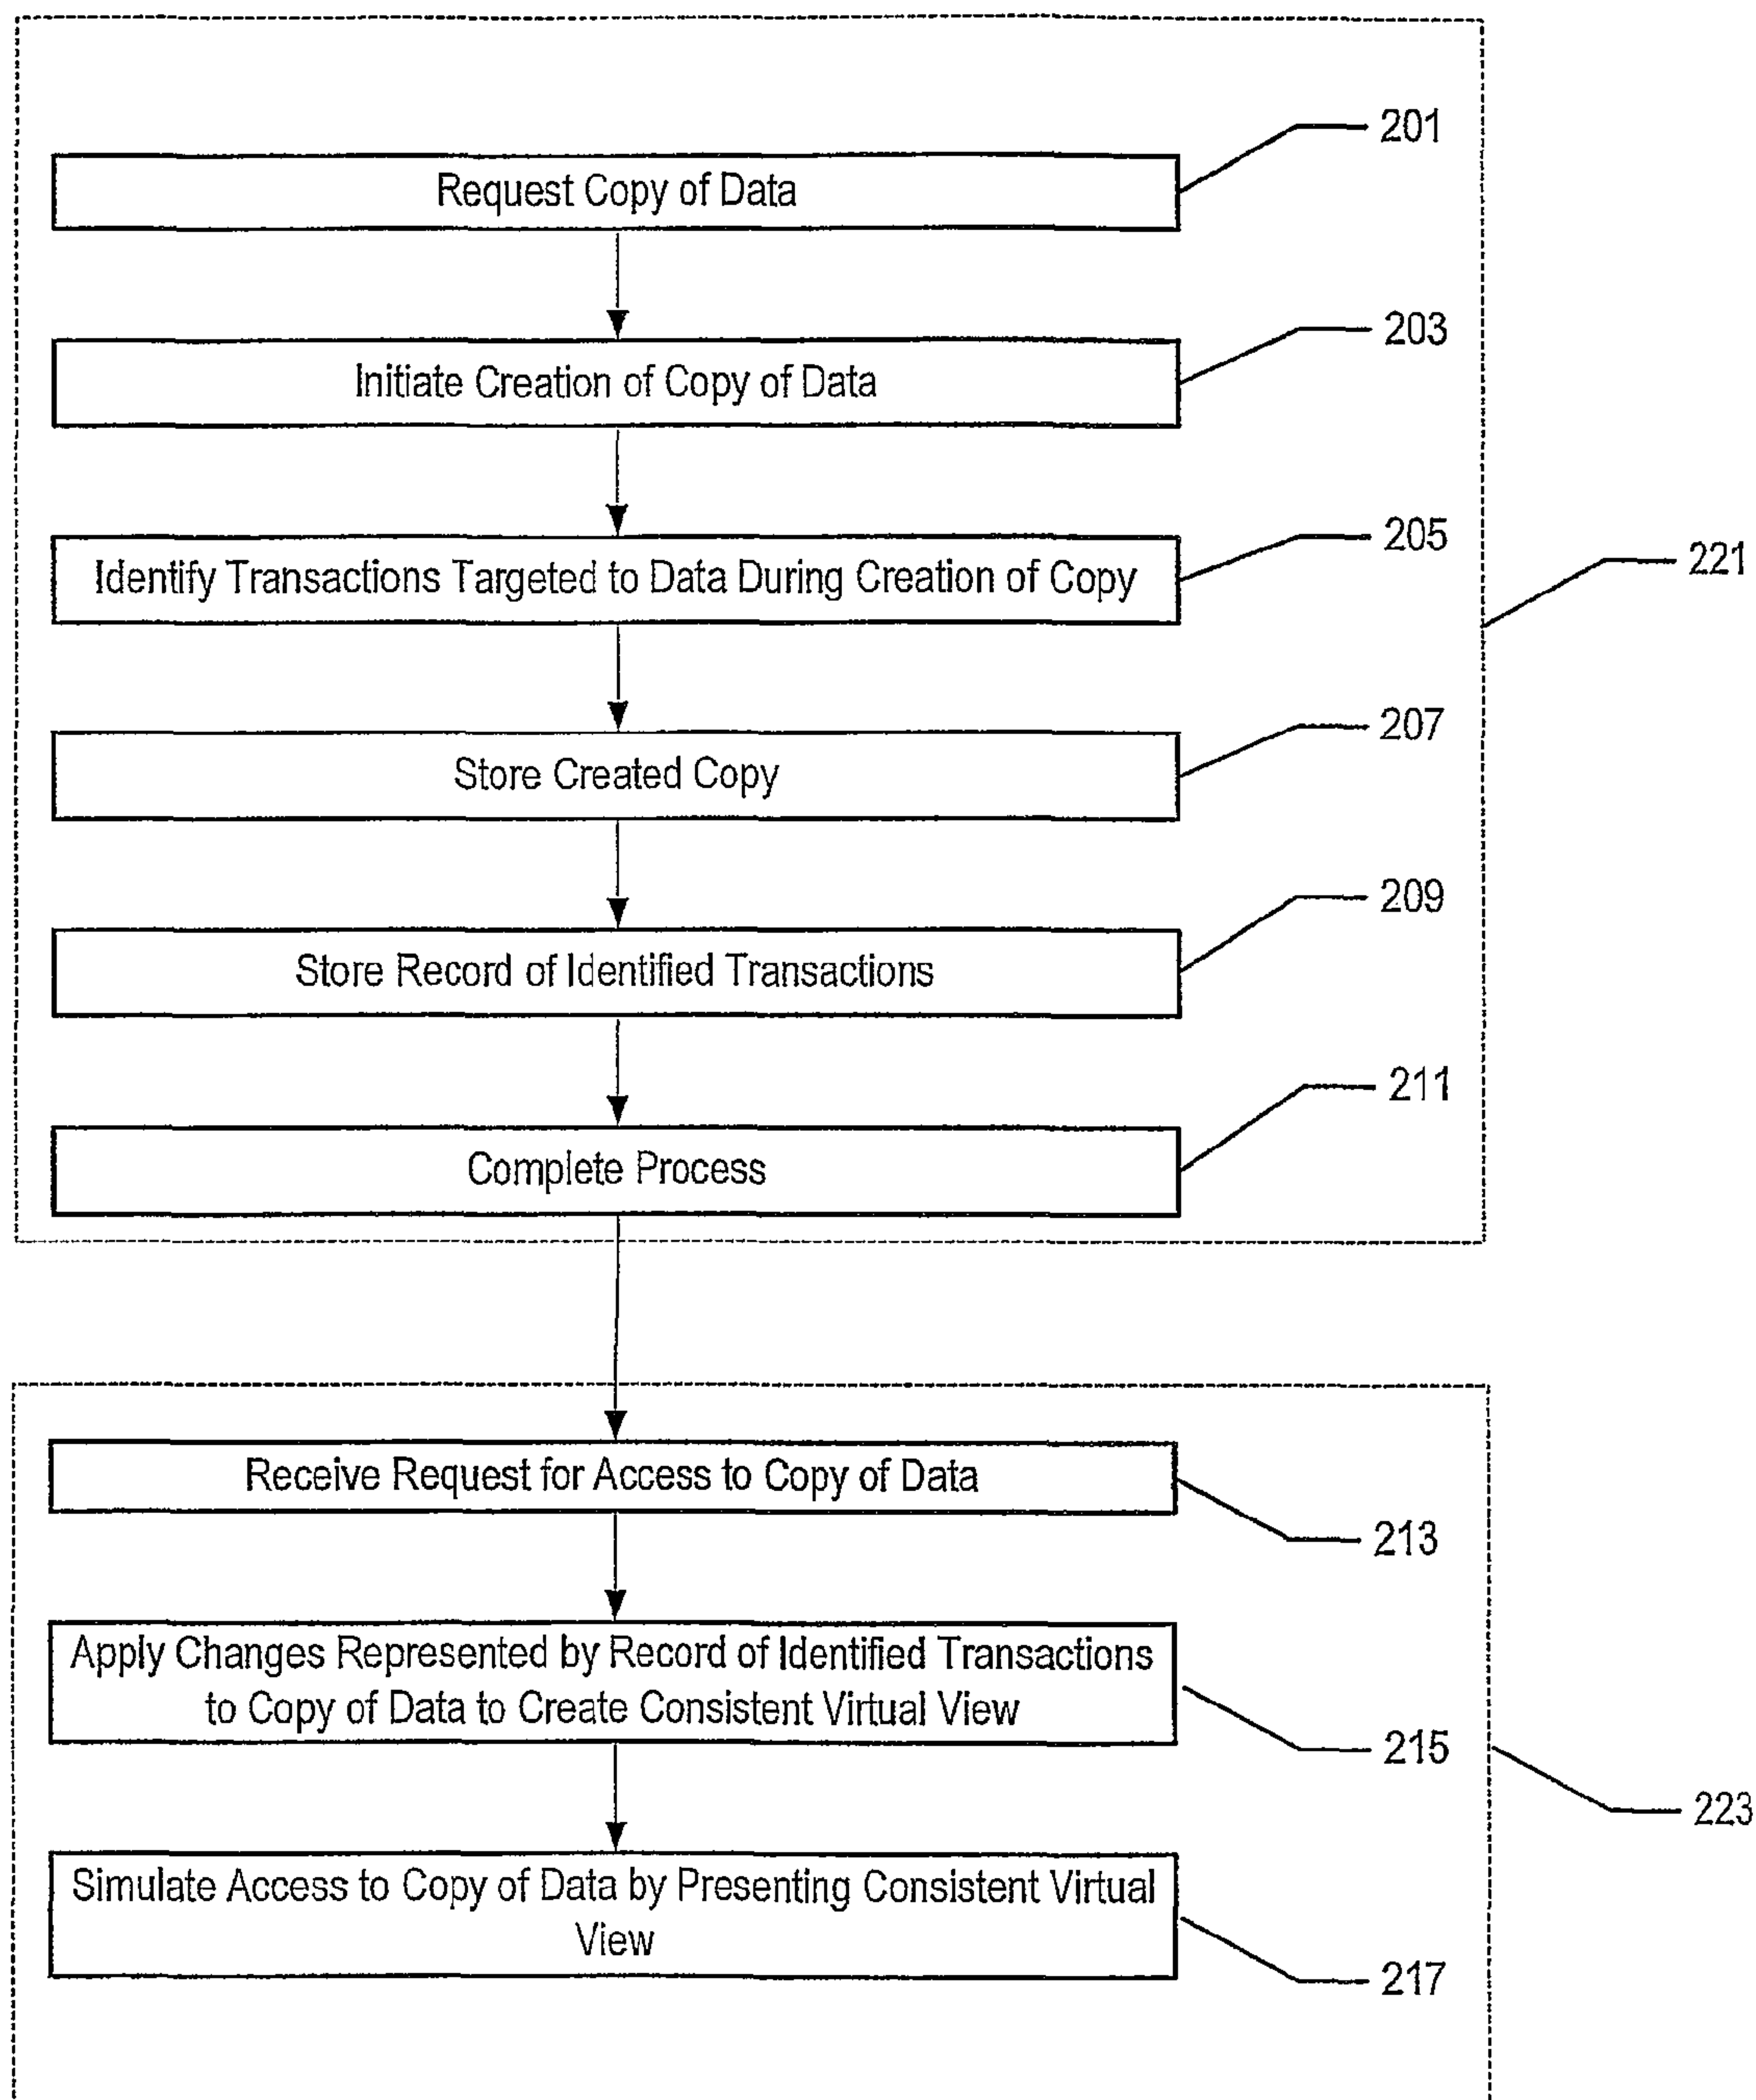 201
Request Copy of Data
203
Initiate Creation of Copy of Data
205
Identify Transactions Targeted to Data During Creation of Copy
221
207
Store Created Copy
209
Store Record of Identified Transactions
211
Complete Process
Receive Request for Access to Copy of Data
213
Apply Changes Represented by Record of Identified Transactions
to Copy of Data to Create Consistent Virtual View
215
223
Simulate Access to Copy of Data by Presenting Consistent Virtual
View
217